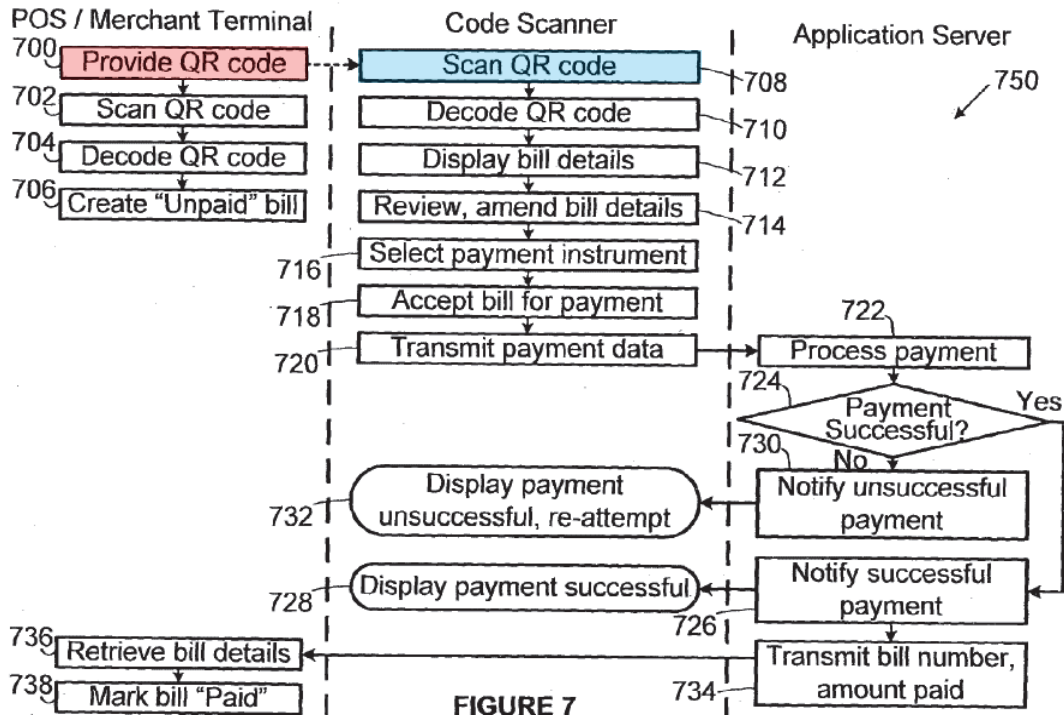 POS / Merchant Terminal
Code Scanner
Application Server
700
Provide QR code
Scan QR code
708
750
702
Scan QR code
Decode QR code
710
704
Decode QR code
Display bill details
712
706
Create "Unpaid" bill
Review, amend bill details
714
716
Select payment instrument
718
Accept bill for payment
722
720
Transmit payment data
Process payment
724
Payment
Successful?
Yes
730
No
Display payment
unsuccessful, re-attempt
732
Notify unsuccessful
payment
Display payment successful
728
Notify successful
payment
726
736
Retrieve bill details
Transmit bill number,
amount paid
734
738
Mark bill "Paid"
FIGURE 7